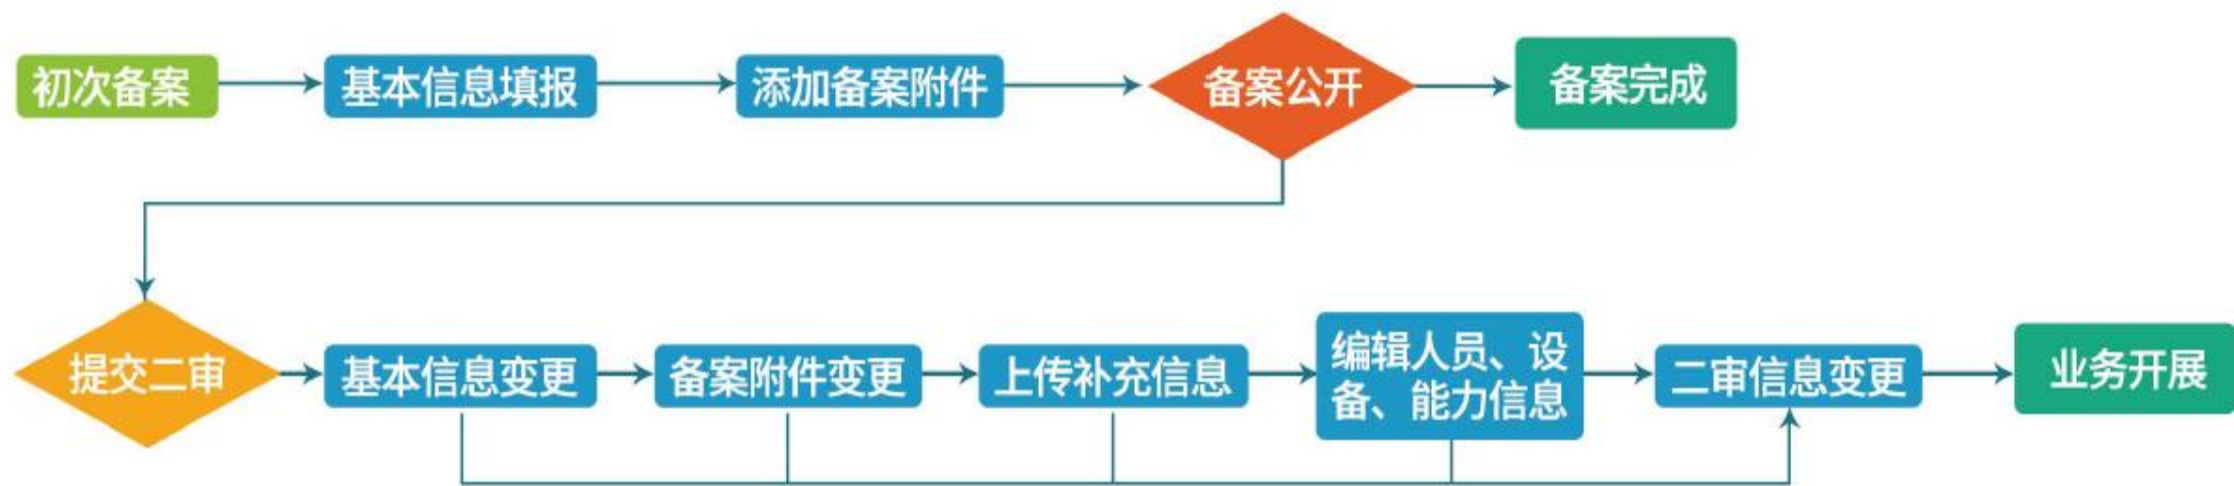 初次备案
基本信息填报
添加备案附件
备案公开
备案完成
提交二审
基本信息变更
备案附件变更
上传补充信息
编辑人员、设
备、能力信息
二审信息变更
业务开展